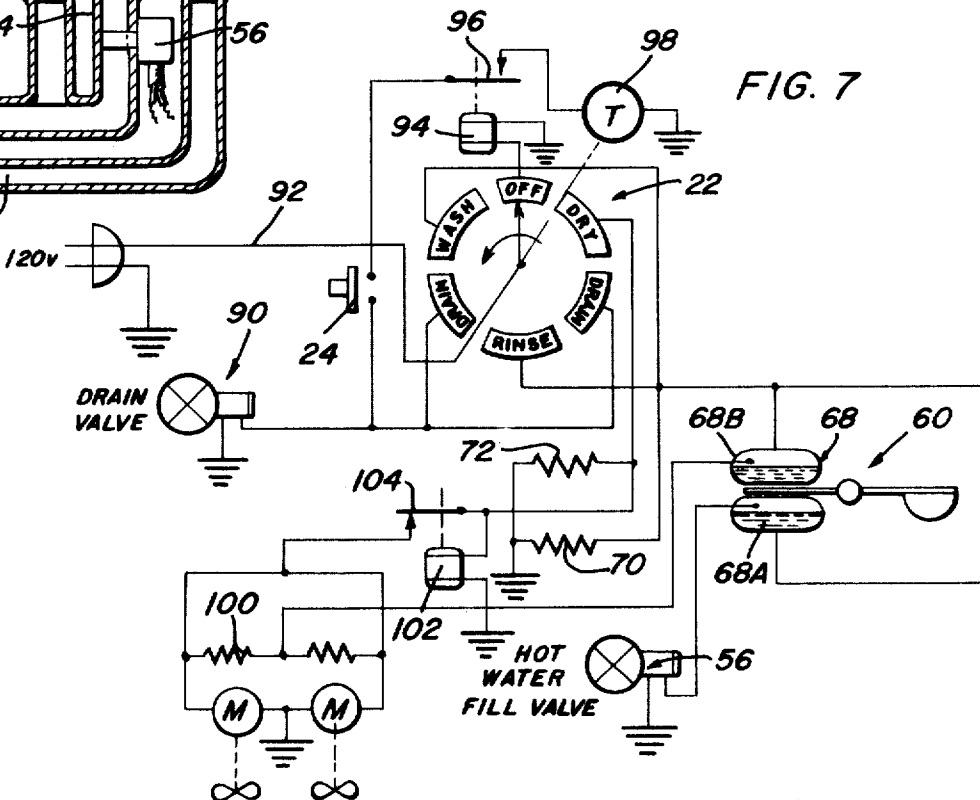 4
56
96
98
FIG. 7
T
94
22
OFF
WASH
DRY
92
120v
DRAIN
DRAIN
24
RINSE
90
DRAIN
VALVE
68B
68
60
72
104
70
68A
100
102
HOT
WATER
FILL VALVE
56
M
M